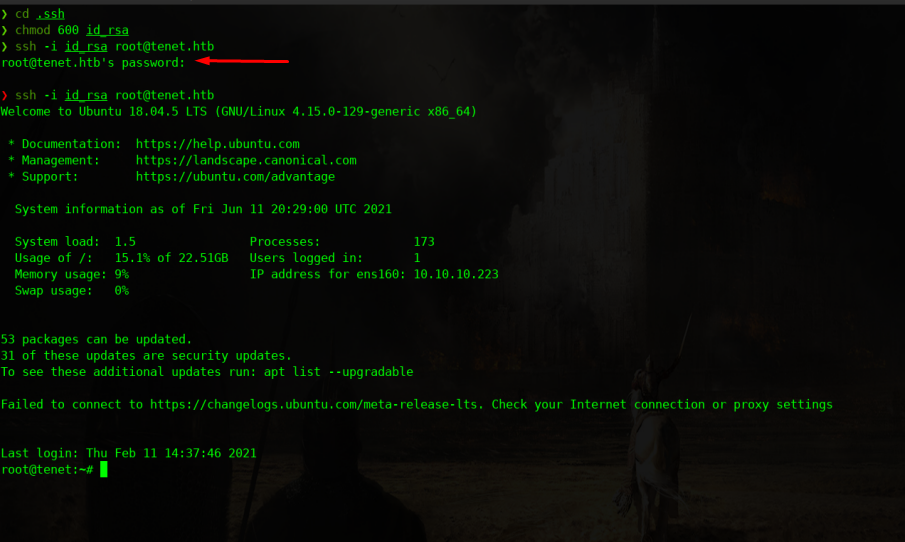 ❯ cd .ssh
❯ chmod 600 id_rsa
❯ ssh -i id_rsa root@tenet.htb
root@tenet.htb's password:
❯ ssh -i id_rsa root@tenet.htb
Welcome to Ubuntu 18.04.5 LTS (GNU/Linux 4.15.0-129-generic x86_64)
* Documentation:  https://help.ubuntu.com
* Management:     https://landscape.canonical.com
* Support:        https://ubuntu.com/advantage
System information as of Fri Jun 11 20:29:00 UTC 2021
System load:  1.5                Processes:             173
Usage of /:   15.1% of 22.51GB   Users logged in:       1
Memory usage: 9%                 IP address for ens160: 10.10.10.223
Swap usage:   0%
53 packages can be updated.
31 of these updates are security updates.
To see these additional updates run: apt list --upgradable
Failed to connect to https://changelogs.ubuntu.com/meta-release-lts. Check your Internet connection or proxy settings
Last login: Thu Feb 11 14:37:46 2021
root@tenet:~#